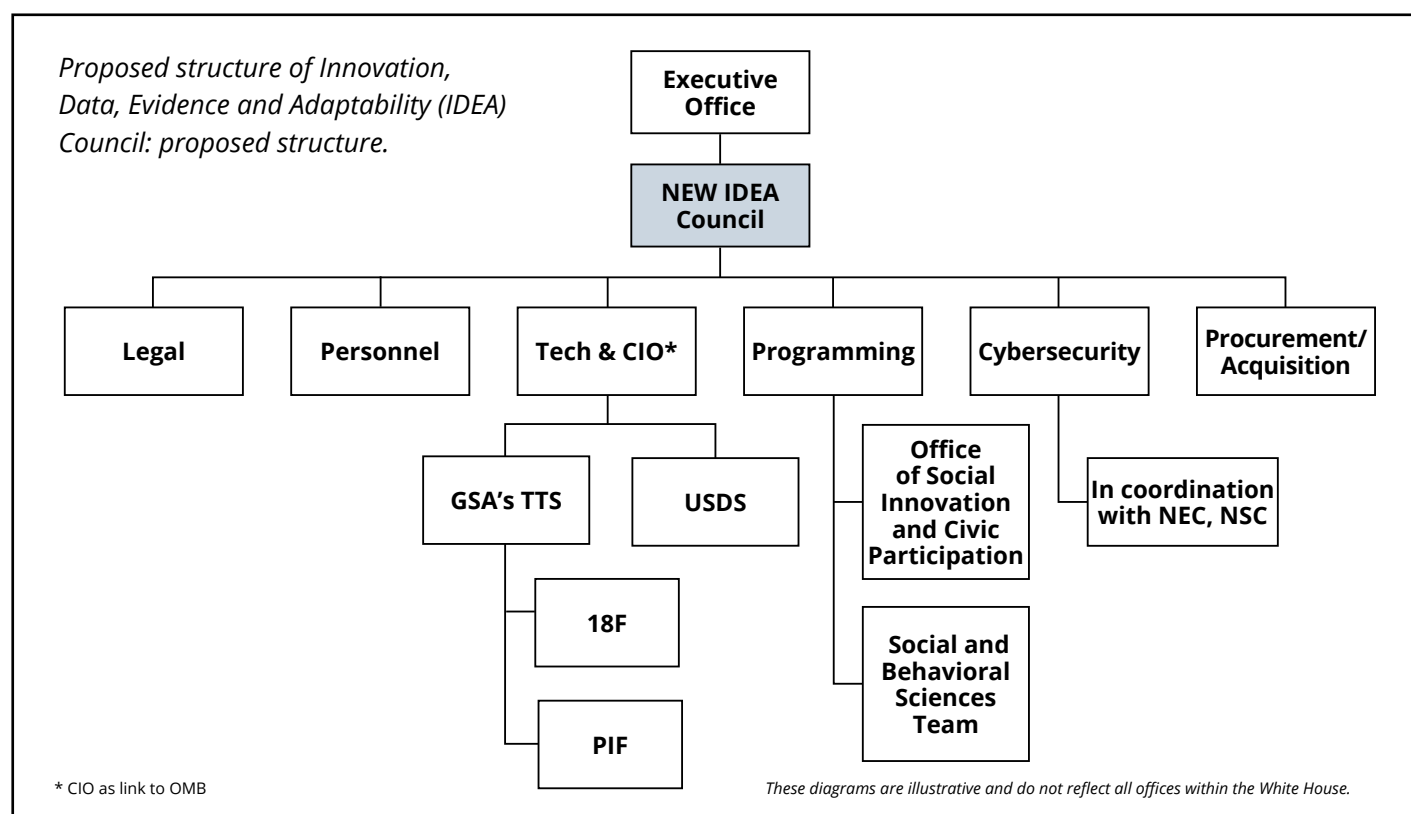 Proposed structure of Innovation,
Data, Evidence and Adaptability (IDEA)
Council: proposed structure.
Executive
Office
NEW IDEA
Council
Legal
Personnel
Tech & CIO*
Programming
Cybersecurity
Procurement/
Acquisition
GSA's TTS
USDS
Office
of Social
Innovation
and Civic
Participation
In coordination
with NEC, NSC
18F
Social and
Behavioral
Sciences
Team
PIF
* CIO as link to OMB
These diagrams are illustrative and do not reflect all offices within the White House.